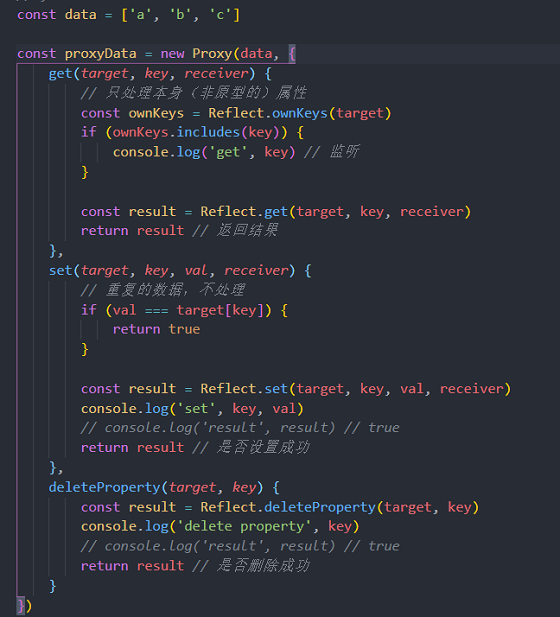 const data = ['a', 'b', 'c']
const proxyData = new Proxy(data, {
get(target, key, receiver) {
// 只处理本身（非原型的）属性
const ownKeys = Reflect.ownKeys(target)
if (ownKeys.includes(key)) {
console.log('get', key) // 监听
}
const result = Reflect.get(target, key, receiver)
return result // 返回结果
},
set(target, key, val, receiver) {
// 重复的数据，不处理
if (val === target[key]) {
return true
}
const result = Reflect.set(target, key, val, receiver)
console.log('set', key, val)
// console.log('result', result) // true
return result // 是否设置成功
},
deleteProperty(target, key) {
const result = Reflect.deleteProperty(target, key)
console.log('delete property', key)
// console.log('result', result) // true
return result // 是否删除成功
}
})